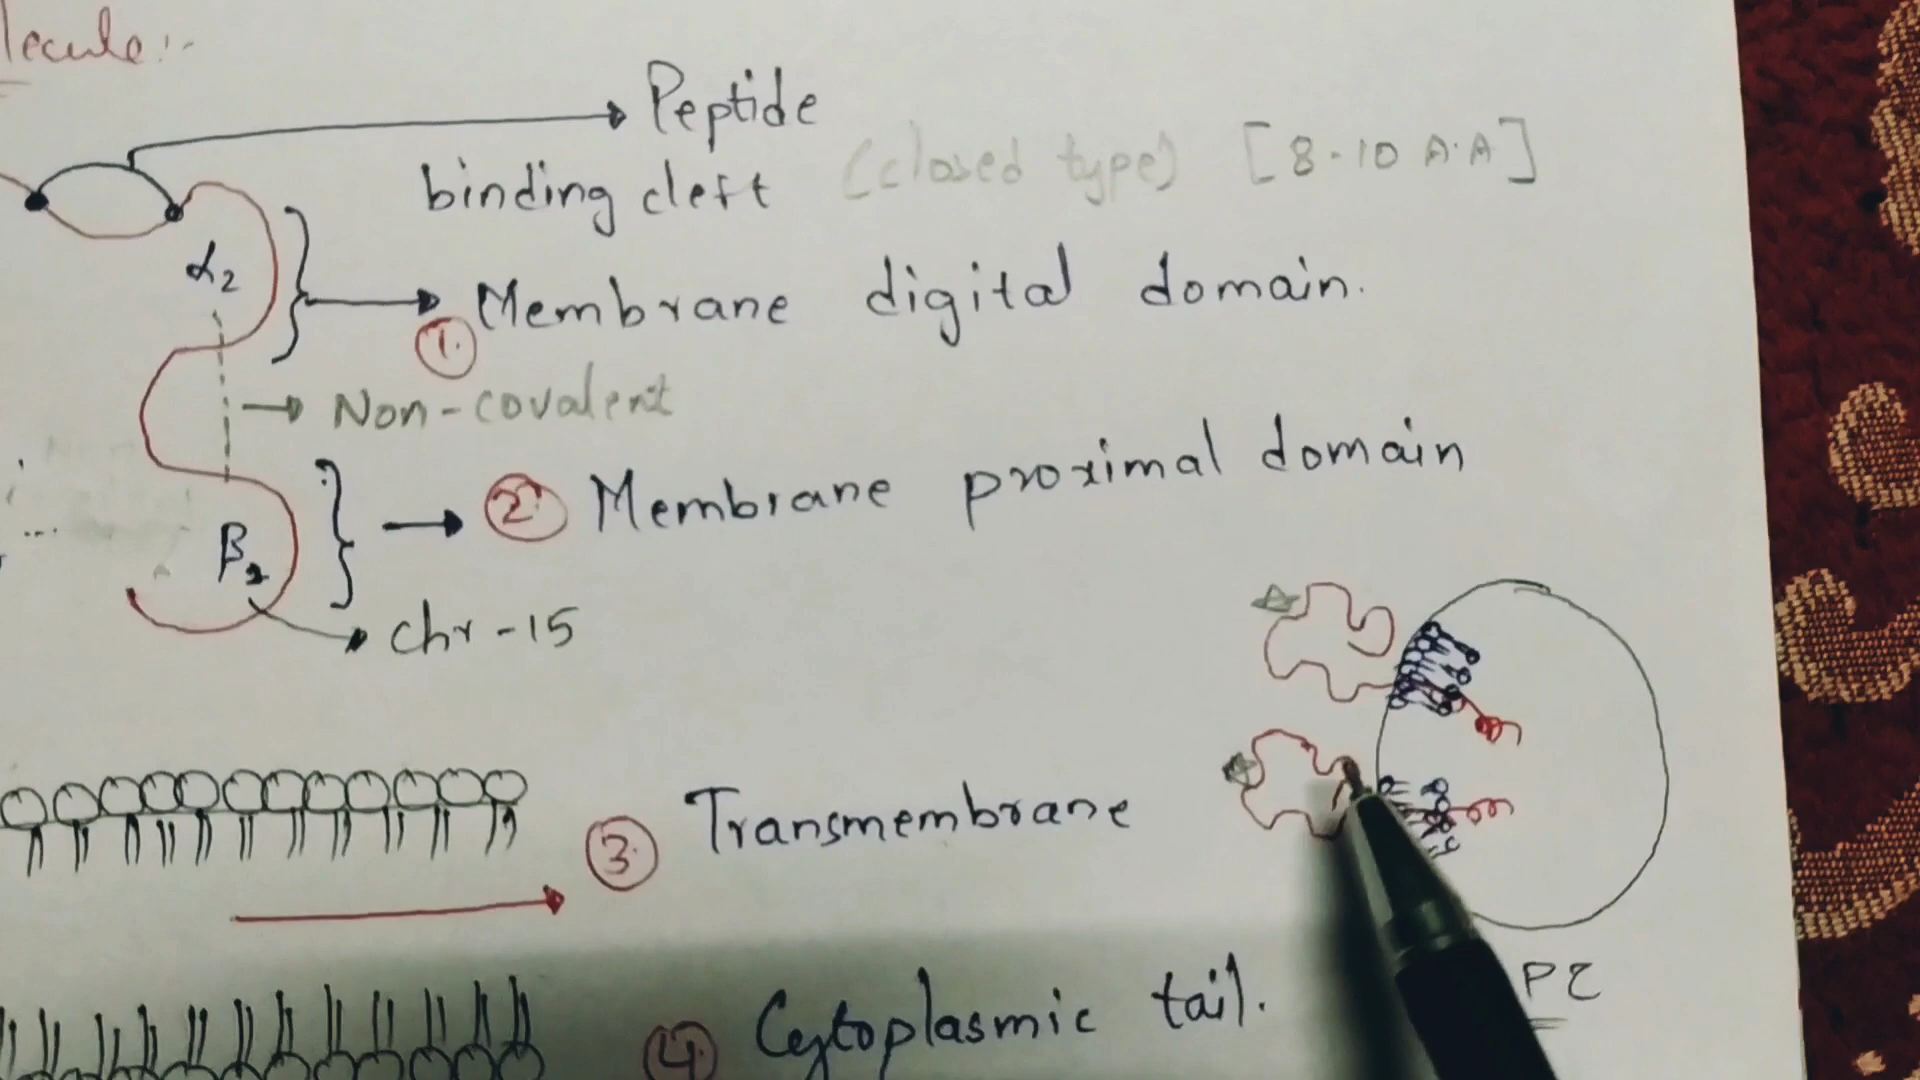 lecule:-
Peptide
binding cleft (closed type) [8-10 A.A]
α2
① Membrane digital domain.
Non-covalent
② Membrane proximal domain
β2
chr-15
③ Transmembrane
PC
④ Cytoplasmic tail.